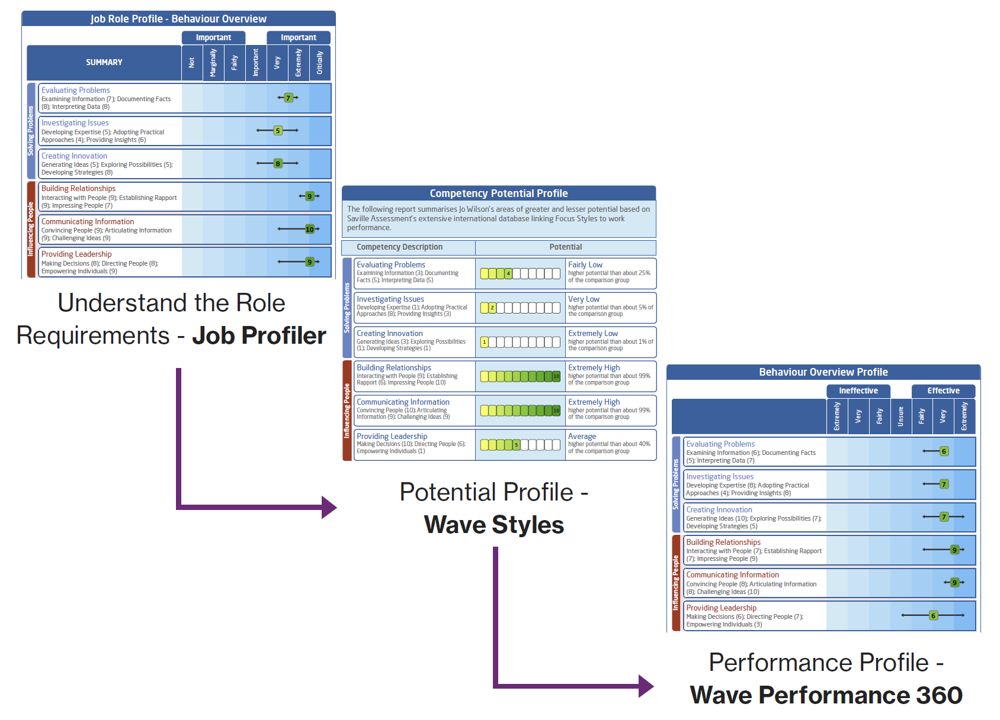 Job Role Profile - Behaviour Overview
Important
Important
SUMMARY
Not
Marginally
Fairly
Important
Very
Extremely
Critically
Solving Problems
Evaluating Problems
Examining Information (7); Documenting Facts
(8); Interpreting Data (8)
7
Investigating Issues
Developing Expertise (5); Adopting Practical
Approaches (4); Providing Insights (6)
5
Creating Innovation
Generating Ideas (5); Exploring Possibilities (5);
Developing Strategies (8)
8
Influencing People
Building Relationships
Interacting with People (9); Establishing Rapport
(9); Impressing People (7)
9
Communicating Information
Convincing People (9); Articulating Information
(9); Challenging Ideas (9)
10
Providing Leadership
Making Decisions (8); Directing People (8);
Empowering Individuals (9)
9
Understand the Role
Requirements - Job Profiler
Competency Potential Profile
The following report summarises Jo Wilson's areas of greater and lesser potential based on
Saville Assessment's extensive international database linking Focus Styles to work
performance.
Competency Description
Potential
Solving Problems
Evaluating Problems
Examining Information (3); Documenting
Facts (5); Interpreting Data (5)
4
Fairly Low
higher potential than about 25%
of the comparison group
Investigating Issues
Developing Expertise (1); Adopting Practical
Approaches (8); Providing Insights (3)
2
Very Low
higher potential than about 5% of
the comparison group
Creating Innovation
Generating Ideas (3); Exploring Possibilities
(1); Developing Strategies (1)
1
Extremely Low
higher potential than about 1% of
the comparison group
Influencing People
Building Relationships
Interacting with People (9); Establishing
Rapport (6); Impressing People (10)
10
Extremely High
higher potential than about 99%
of the comparison group
Communicating Information
Convincing People (10); Articulating
Information (9); Challenging Ideas (9)
10
Extremely High
higher potential than about 99%
of the comparison group
Providing Leadership
Making Decisions (10); Directing People (6);
Empowering Individuals (1)
5
Average
higher potential than about 40%
of the comparison group
Potential Profile -
Wave Styles
Behaviour Overview Profile
Ineffective
Effective
Extremely
Very
Fairly
Unsure
Fairly
Very
Extremely
Solving Problems
Evaluating Problems
Examining Information (6); Documenting Facts
(5); Interpreting Data (7)
6
Investigating Issues
Developing Expertise (8); Adopting Practical
Approaches (4); Providing Insights (8)
7
Creating Innovation
Generating Ideas (10); Exploring Possibilities (7);
Developing Strategies (5)
7
Influencing People
Building Relationships
Interacting with People (7); Establishing Rapport
(7); Impressing People (9)
9
Communicating Information
Convincing People (8); Articulating Information
(8); Challenging Ideas (10)
9
Providing Leadership
Making Decisions (6); Directing People (7);
Empowering Individuals (3)
6
Performance Profile -
Wave Performance 360